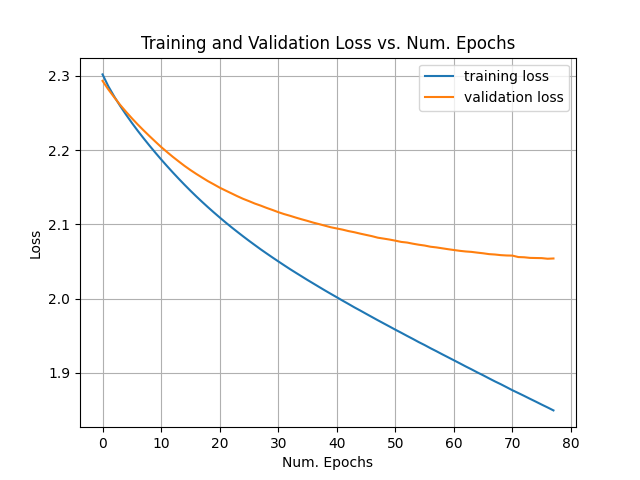 Training and Validation Loss vs. Num. Epochs
training loss
validation loss
Loss
2.3
2.2
2.1
2.0
1.9
0 10 20 30 40 50 60 70 80
Num. Epochs